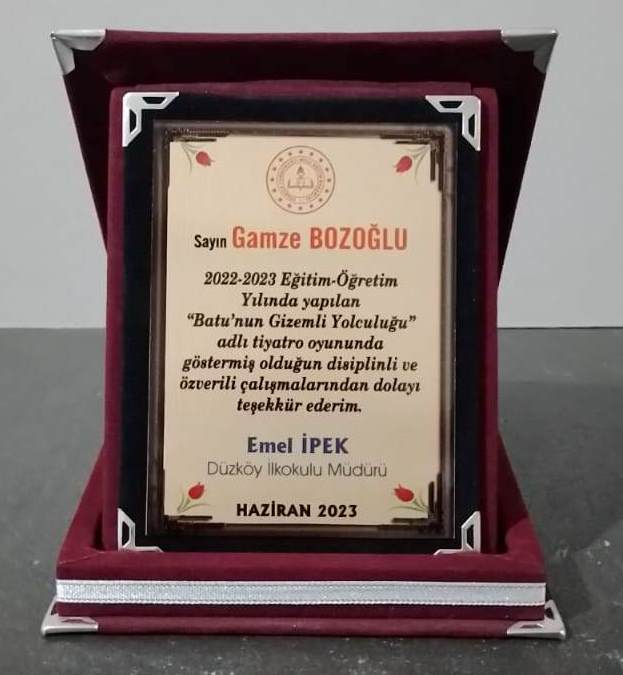 Sayın Gamze BOZOĞLU
2022-2023 Eğitim-Öğretim
Yılında yapılan
“Batu’nun Gizemli Yolculuğu”
adlı tiyatro oyununda
göstermiş olduğun disiplinli ve
özverili çalışmalarından dolayı
teşekkür ederim.
Emel İPEK
Düzköy İlkokulu Müdürü
HAZİRAN 2023